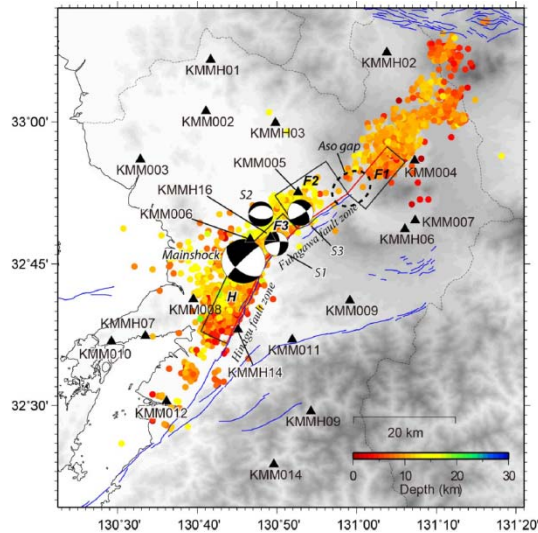 KMMH01
KMMH02
KMM002
KMMH03
33°00'
Aso gap
KMM005
F1
KMM003
KMM004
F2
KMMH16
S2
KMM007
KMM006
F3
KMMH06
Futagawa fault zone
S3
Mainshock
32°45'
S1
H
KMM008
KMM009
Hinagu fault zone
KMMH07
KMM010
KMM011
KMMH14
32°30'
KMM012
KMMH09
20 km
KMM014
0 10 20 30
Depth (km)
130°30' 130°40' 130°50' 131°00' 131°10' 131°20'